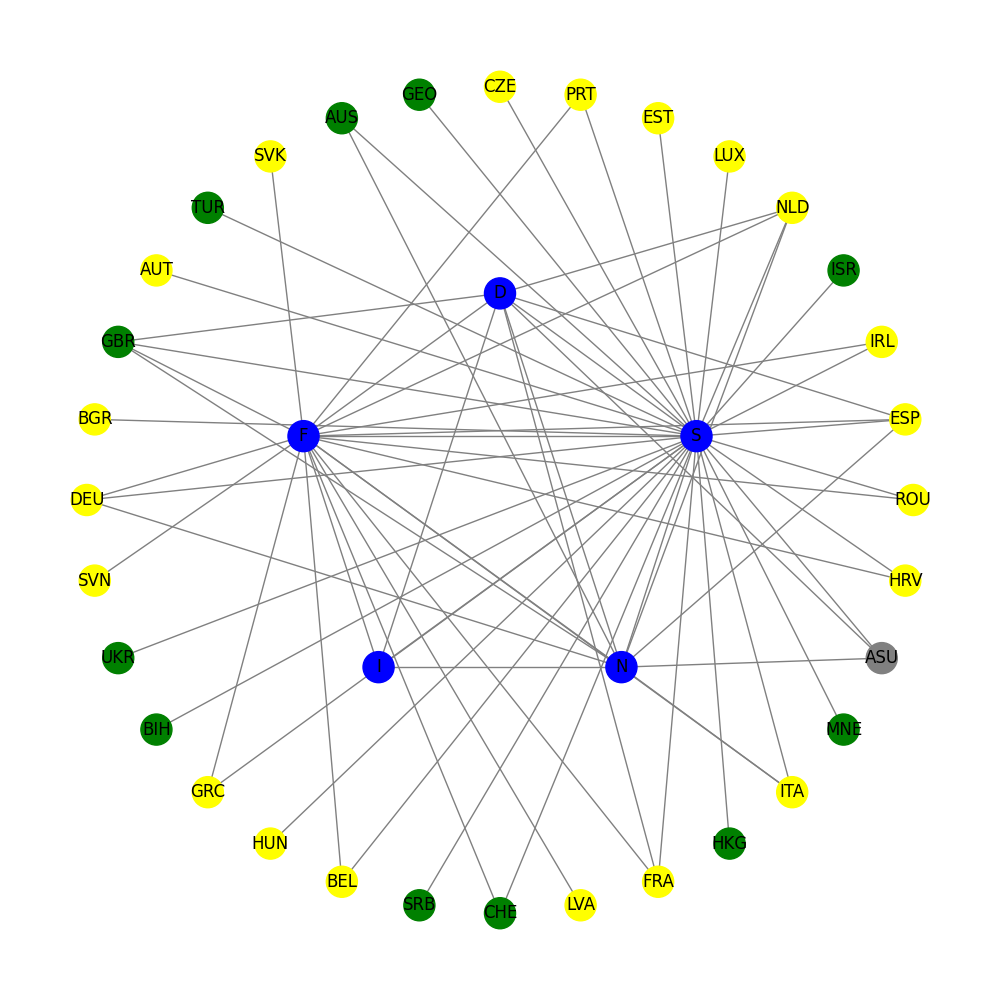 CZE
GEO
PRT
AUS
EST
SVK
LUX
TUR
NLD
AUT
ISR
D
GBR
IRL
BGR
ESP
F
S
DEU
ROU
SVN
HRV
UKR
ASU
I
N
BIH
MNE
GRC
ITA
HUN
HKG
BEL
FRA
SRB
CHE
LVA